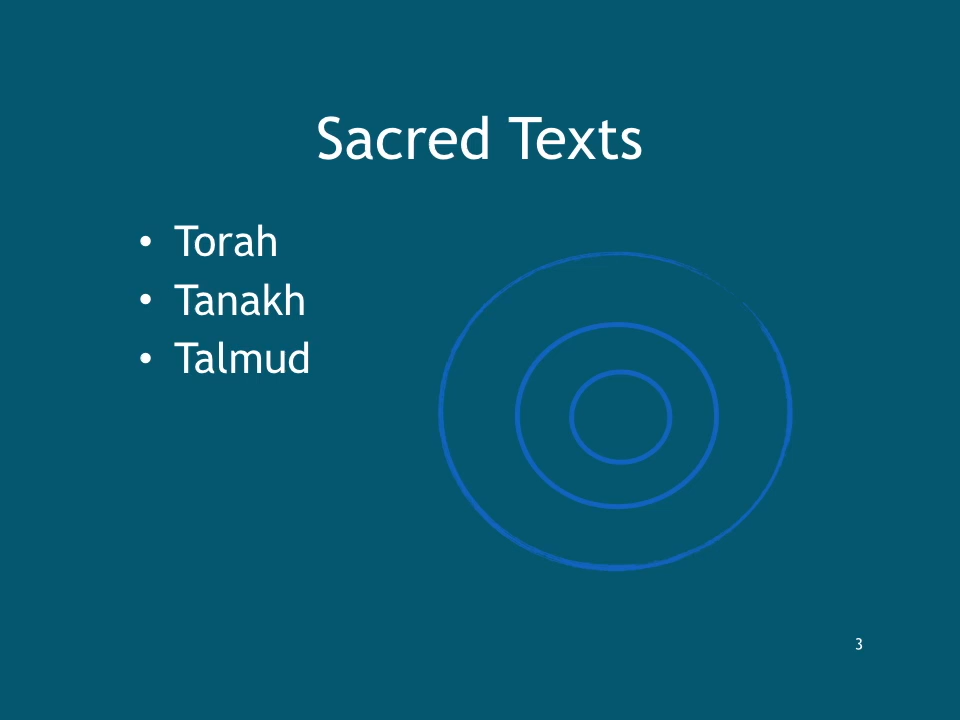 Sacred Texts
• Torah
• Tanakh
• Talmud
3